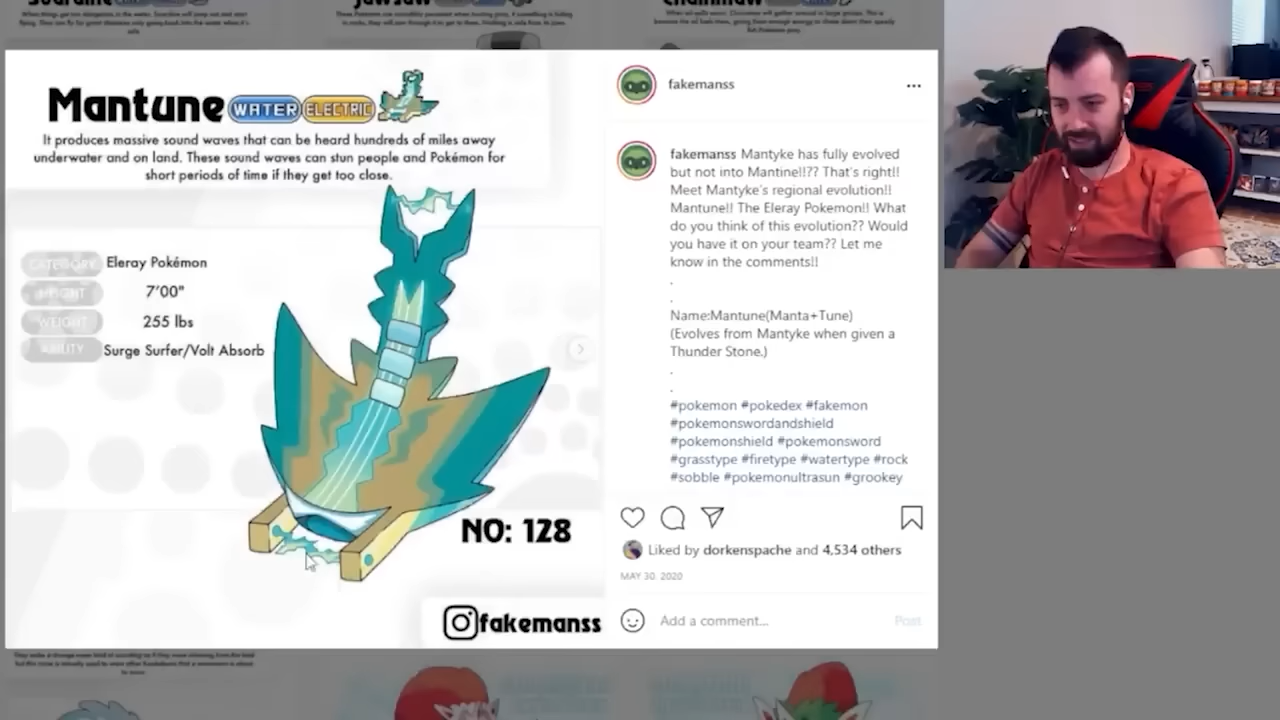 Jawsaw
Mantune WATER ELECTRIC
It produces massive sound waves that can be heard hundreds of miles away
underwater and on land. These sound waves can stun people and Pokémon for
short periods of time if they get too close.
CATEGORY Eleray Pokémon
HEIGHT 7'00"
WEIGHT 255 lbs
ABILITY Surge Surfer/Volt Absorb
NO: 128
fakemanss
fakemanss
fakemanss Mantyke has fully evolved
but not into Mantine!!?? That's right!!
Meet Mantyke's regional evolution!!
Mantune!! The Eleray Pokemon!! What
do you think of this evolution?? Would
you have it on your team?? Let me
know in the comments!!
.
.
Name:Mantune(Manta+Tune)
(Evolves from Mantyke when given a
Thunder Stone.)
.
.
#pokemon #pokedex #fakemon
#pokemonswordandshield
#pokemonshield #pokemonsword
#grasstype #firetype #watertype #rock
#sobble #pokemonultrasun #grookey
Liked by dorkenspache and 4,534 others
MAY 30, 2020
Add a comment... Post